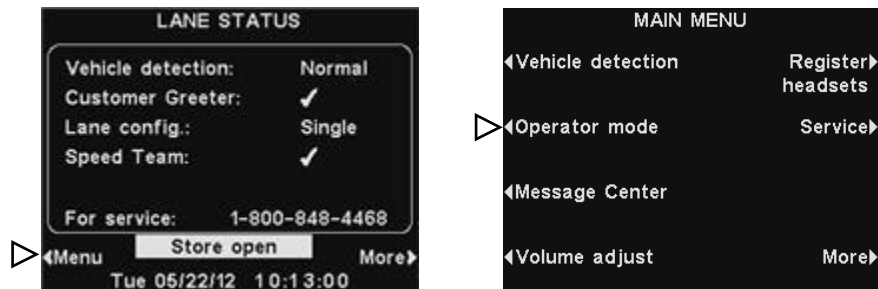 LANE STATUS
Vehicle detection: Normal
Customer Greeter: ✓
Lane config.: Single
Speed Team: ✓
For service: 1-800-848-4468
Store open
Menu More
Tue 05/22/12 10:13:00
MAIN MENU
Vehicle detection Register
headsets
Operator mode Service
Message Center
Volume adjust More